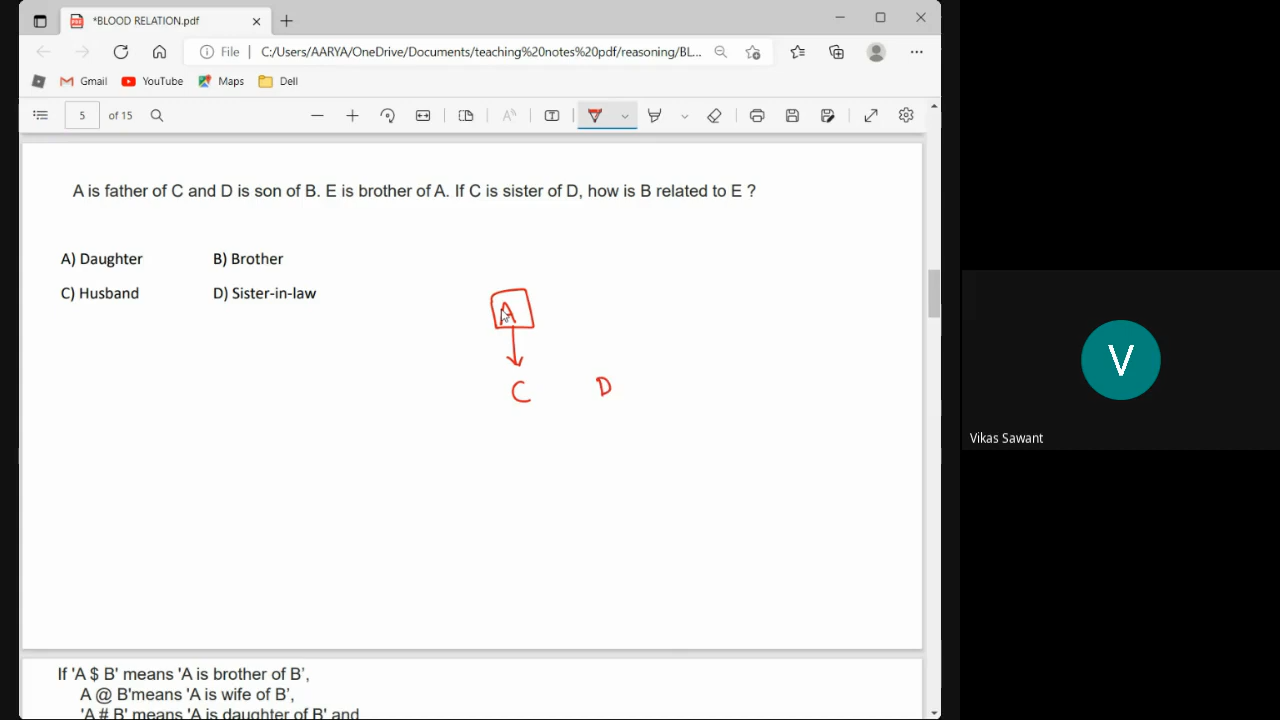 *BLOOD RELATION.pdf
File C:/Users/AARYA/OneDrive/Documents/teaching%20notes%20pdf/reasoning/BL...
Gmail YouTube Maps Dell
5 of 15
A is father of C and D is son of B. E is brother of A. If C is sister of D, how is B related to E ?
A) Daughter B) Brother
C) Husband D) Sister-in-law
A
C D
If 'A $ B' means 'A is brother of B',
A @ B'means 'A is wife of B',
'A # B' means 'A is daughter of B' and
V
Vikas Sawant